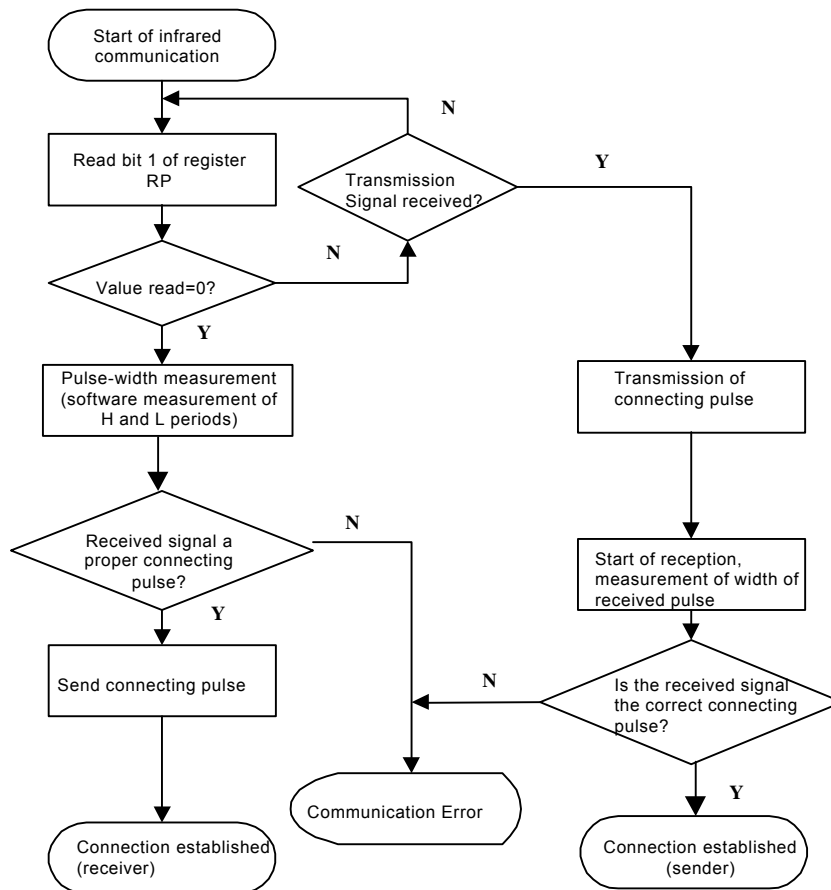 Start of infrared
communication
N
Read bit 1 of register
RP
Transmission
Signal received?
Y
Value read=0?
N
Y
Pulse-width measurement
(software measurement of
H and L periods)
Transmission of
connecting pulse
Received signal a
proper connecting
pulse?
N
Y
Start of reception,
measurement of width of
received pulse
Send connecting pulse
N
Is the received signal
the correct connecting
pulse?
Communication Error
Y
Connection established
(receiver)
Connection established
(sender)